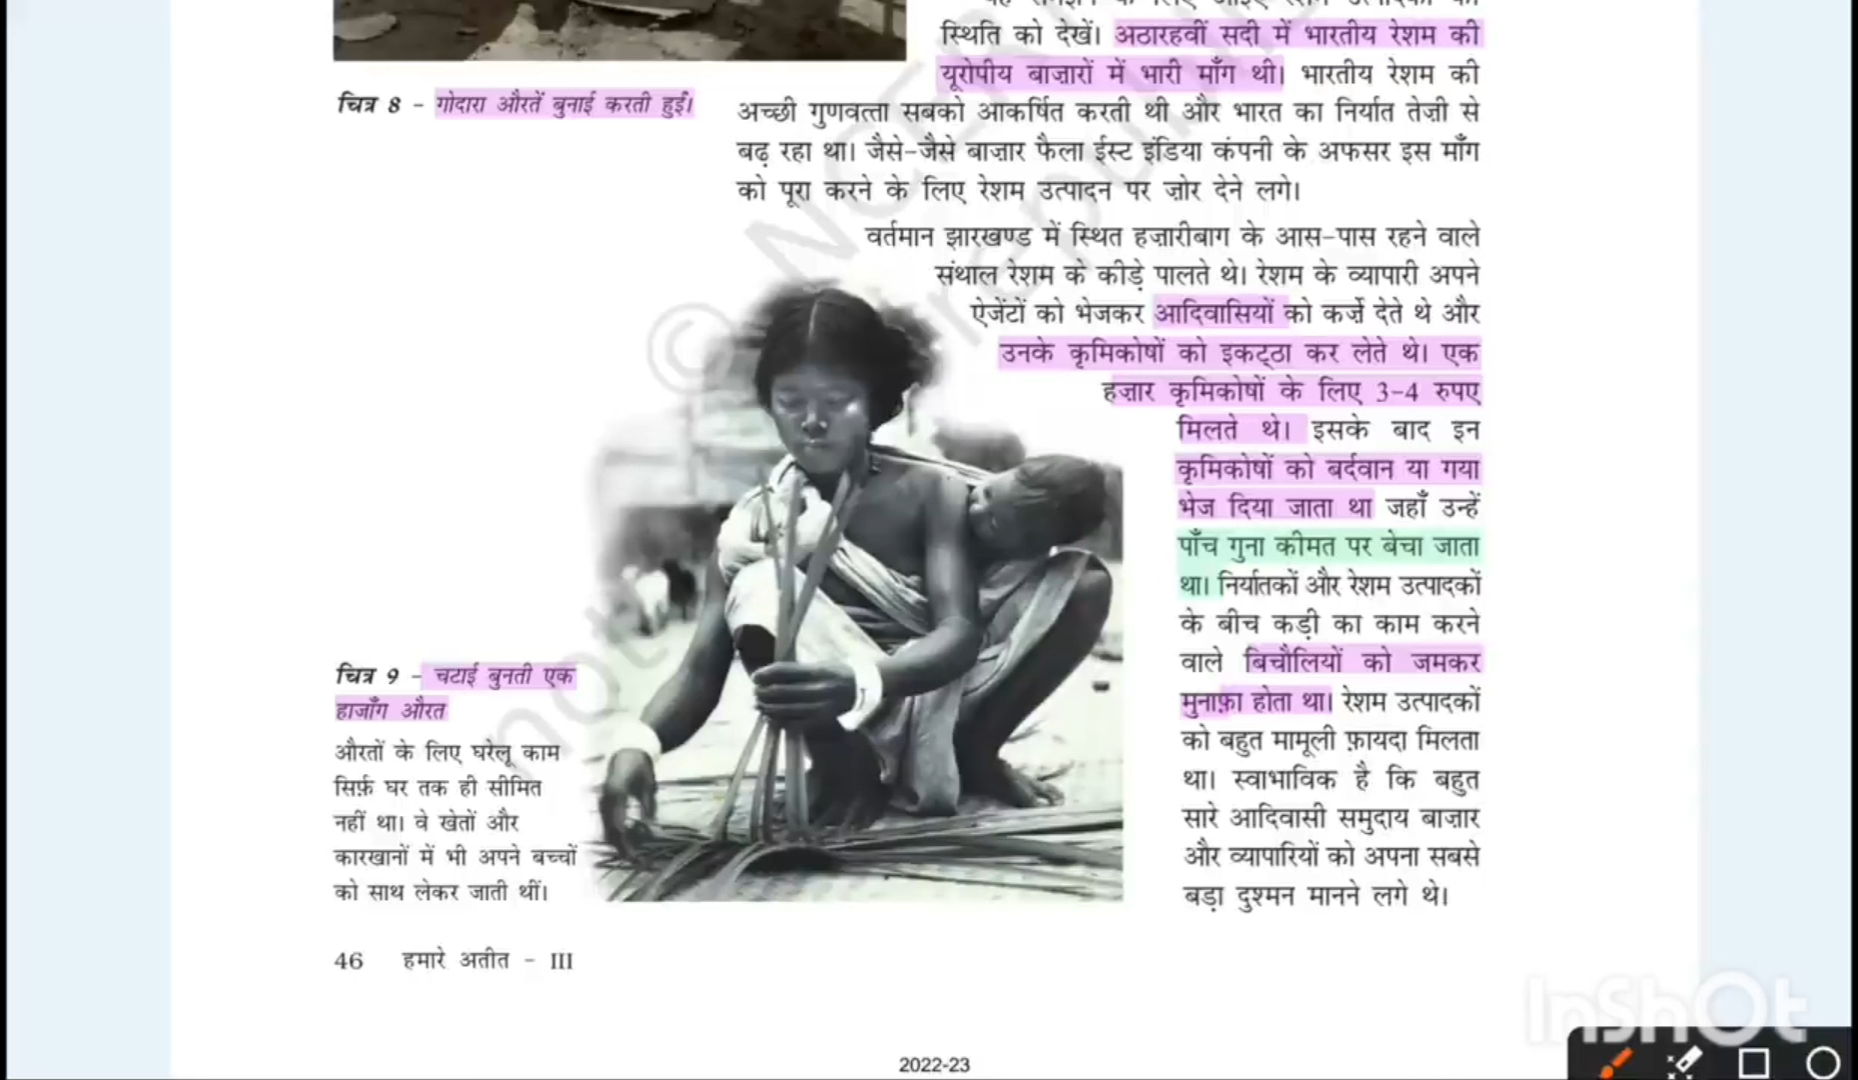 स्थिति को देखें। अठारहवीं सदी में भारतीय रेशम की
यूरोपीय बाज़ारों में भारी माँग थी। भारतीय रेशम की
अच्छी गुणवत्ता सबको आकर्षित करती थी और भारत का निर्यात तेज़ी से
बढ़ रहा था। जैसे-जैसे बाज़ार फैला ईस्ट इंडिया कंपनी के अफसर इस माँग
को पूरा करने के लिए रेशम उत्पादन पर ज़ोर देने लगे।
चित्र 8 - गोदारा औरतें बुनाई करती हुईं।
वर्तमान झारखण्ड में स्थित हज़ारीबाग के आस-पास रहने वाले
संथाल रेशम के कीड़े पालते थे। रेशम के व्यापारी अपने
ऐजेंटों को भेजकर आदिवासियों को कर्ज़े देते थे और
उनके कृमिकोषों को इकट्ठा कर लेते थे। एक
हज़ार कृमिकोषों के लिए 3-4 रुपए
मिलते थे। इसके बाद इन
कृमिकोषों को बर्दवान या गया
भेज दिया जाता था जहाँ उन्हें
पाँच गुना कीमत पर बेचा जाता
था। निर्यातकों और रेशम उत्पादकों
के बीच कड़ी का काम करने
वाले बिचौलियों को जमकर
मुनाफ़ा होता था। रेशम उत्पादकों
को बहुत मामूली फ़ायदा मिलता
था। स्वाभाविक है कि बहुत
सारे आदिवासी समुदाय बाज़ार
और व्यापारियों को अपना सबसे
बड़ा दुश्मन मानने लगे थे।
चित्र 9 - चटाई बुनती एक
हाजाँग औरत
औरतों के लिए घरेलू काम
सिर्फ़ घर तक ही सीमित
नहीं था। वे खेतों और
कारखानों में भी अपने बच्चों
को साथ लेकर जाती थीं।
46 हमारे अतीत - III
2022-23
InShOt